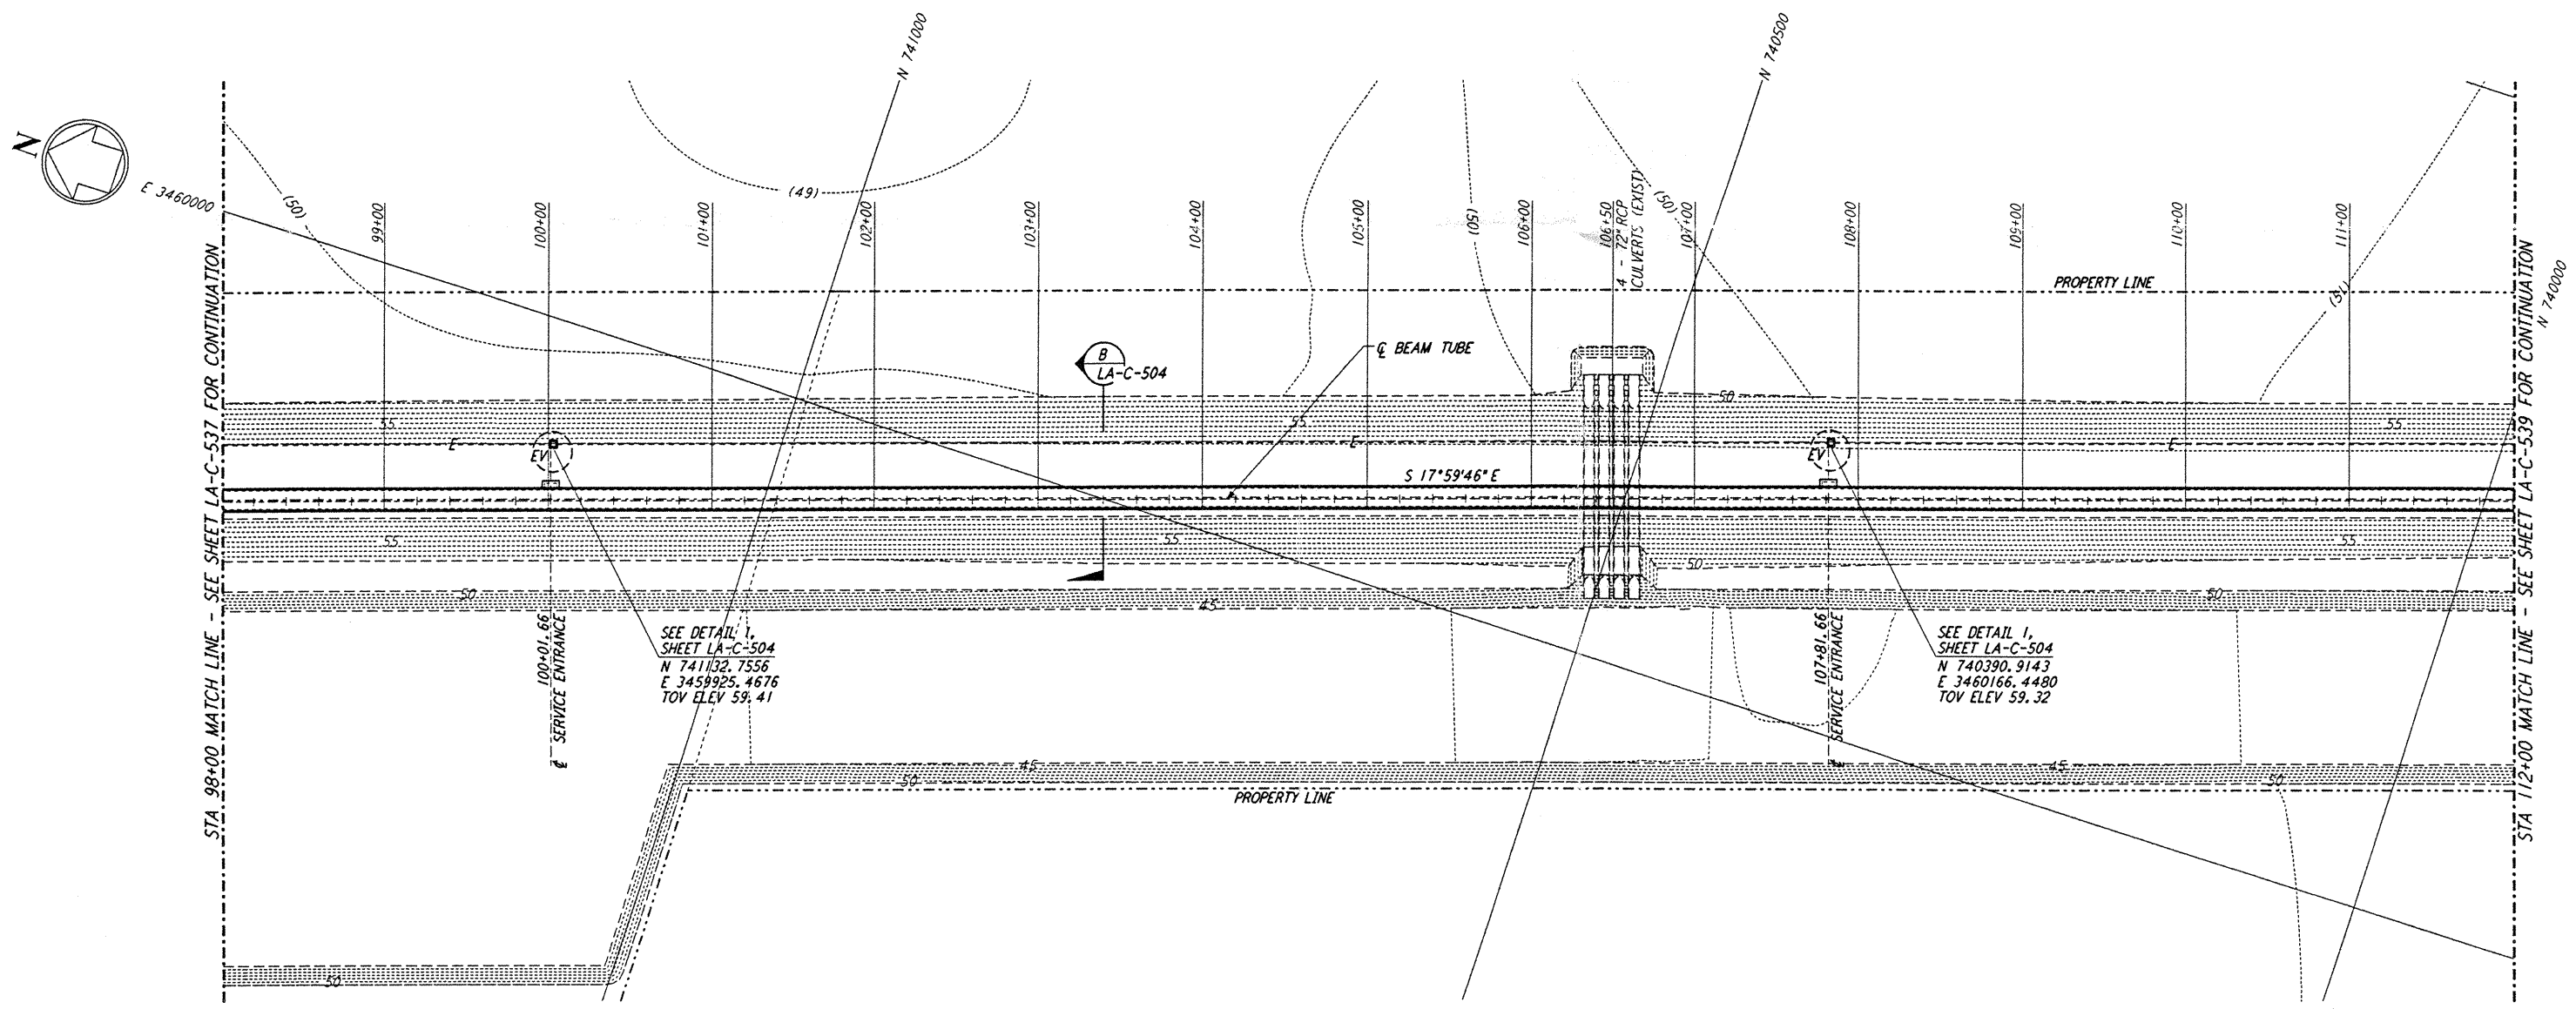 N 741000
N 740500
N
E 3460000
(50)
(49)
(50)
(50)
(51)
N 740000
99+00
100+00
101+00
102+00
103+00
104+00
105+00
106+00
106+50
4 - 72" RCP
CULVERTS (EXIST)
107+00
108+00
109+00
110+00
111+00
PROPERTY LINE
STA 98+00 MATCH LINE - SEE SHEET LA-C-537 FOR CONTINUATION
STA 112+00 MATCH LINE - SEE SHEET LA-C-539 FOR CONTINUATION
B
LA-C-504
℄ BEAM TUBE
50
55
55
55
E
E
E
EV
EV
S 17°59'46" E
55
55
55
50
50
45
50
100+01.66
℄ SERVICE ENTRANCE
SEE DETAIL 1,
SHEET LA-C-504
N 741132.7556
E 3459925.4676
TOV ELEV 59.41
107+81.66
℄ SERVICE ENTRANCE
SEE DETAIL 1,
SHEET LA-C-504
N 740390.9143
E 3460166.4480
TOV ELEV 59.32
45
50
45
50
PROPERTY LINE
50